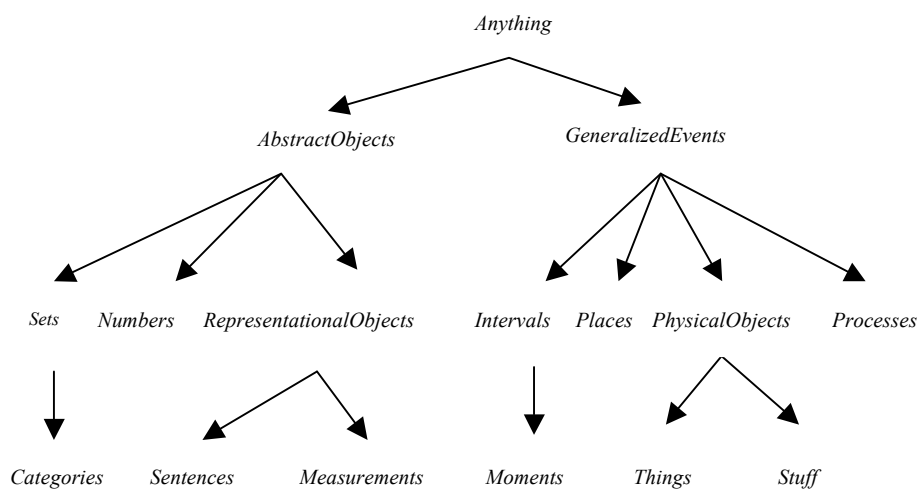 Anything
AbstractObjects GeneralizedEvents
Sets Numbers RepresentationalObjects Intervals Places PhysicalObjects Processes
Categories Sentences Measurements Moments Things Stuff